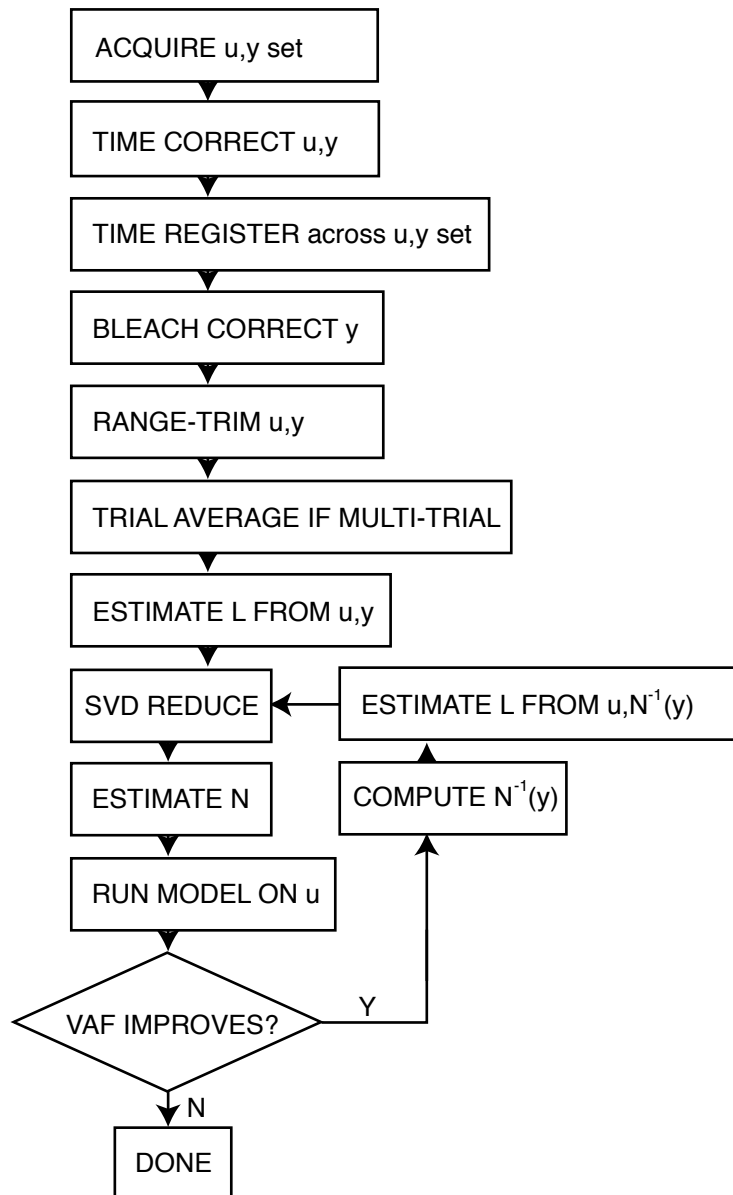 ACQUIRE u,y set
TIME CORRECT u,y
TIME REGISTER across u,y set
BLEACH CORRECT y
RANGE-TRIM u,y
TRIAL AVERAGE IF MULTI-TRIAL
ESTIMATE L FROM u,y
SVD REDUCE
ESTIMATE L FROM u,N⁻¹(y)
ESTIMATE N
COMPUTE N⁻¹(y)
RUN MODEL ON u
VAF IMPROVES?
Y
N
DONE